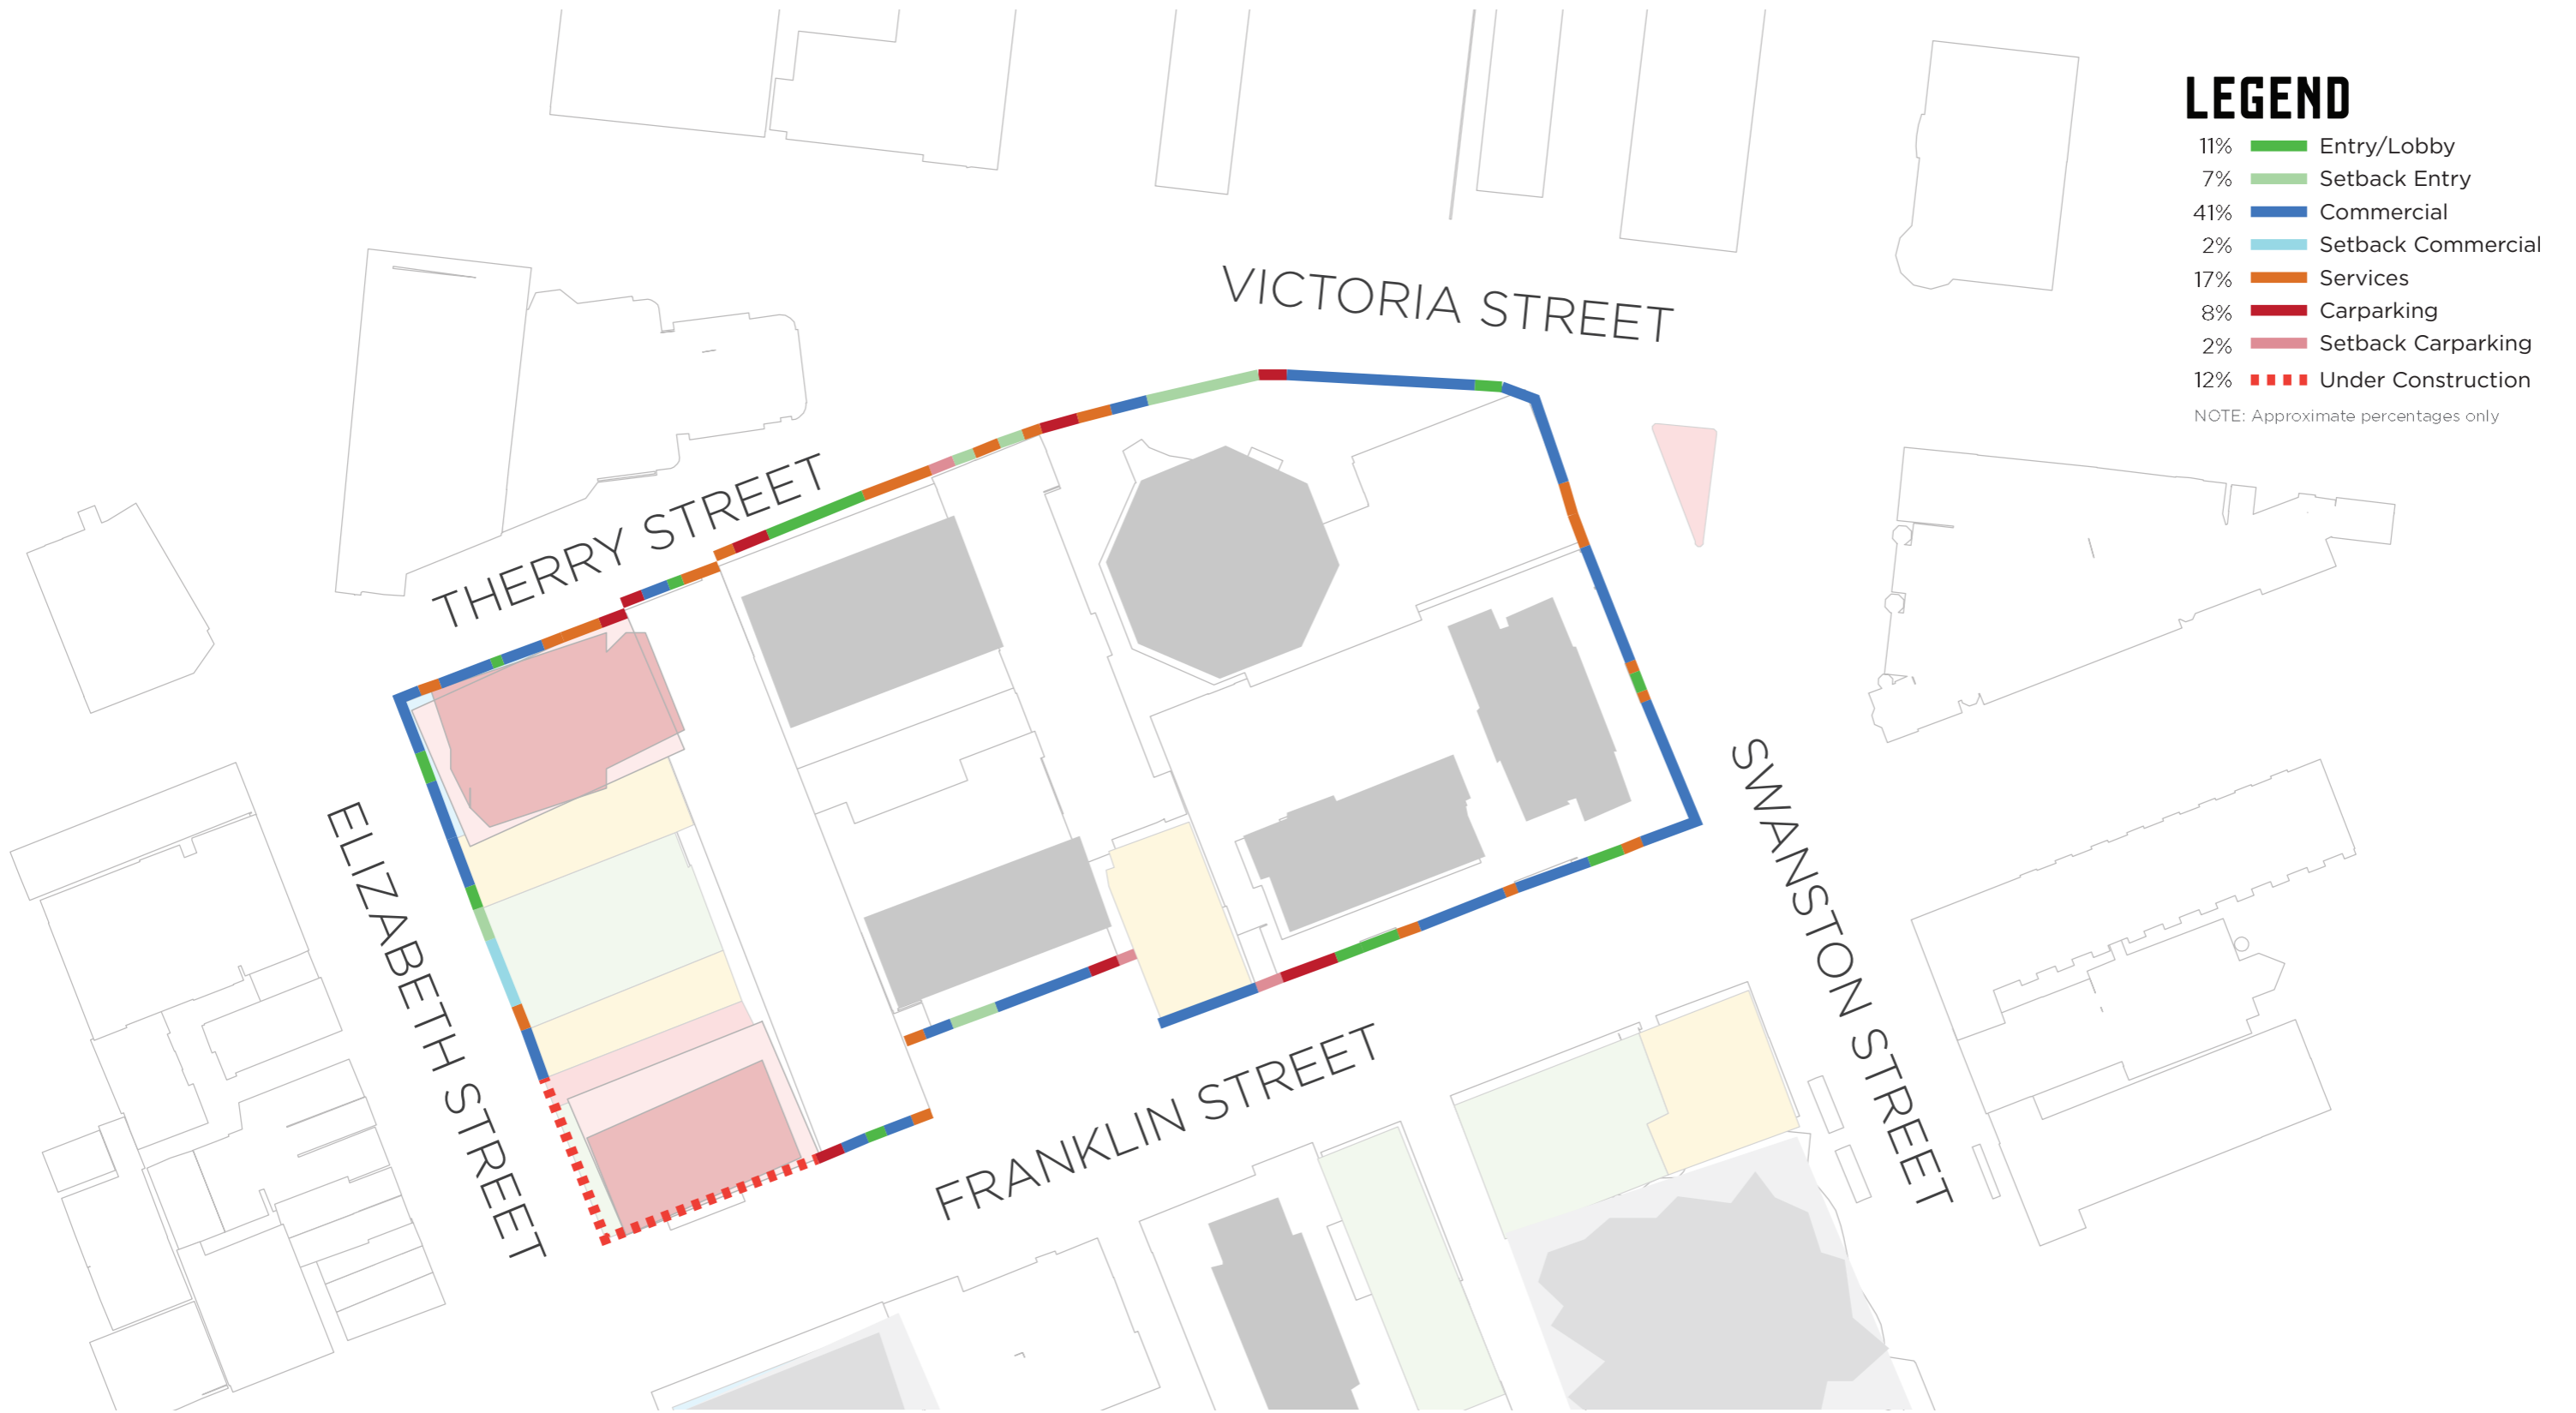 LEGEND
11% Entry/Lobby
7% Setback Entry
41% Commercial
2% Setback Commercial
17% Services
8% Carparking
2% Setback Carparking
12% Under Construction
NOTE: Approximate percentages only
VICTORIA STREET
THERRY STREET
ELIZABETH STREET
SWANSTON STREET
FRANKLIN STREET